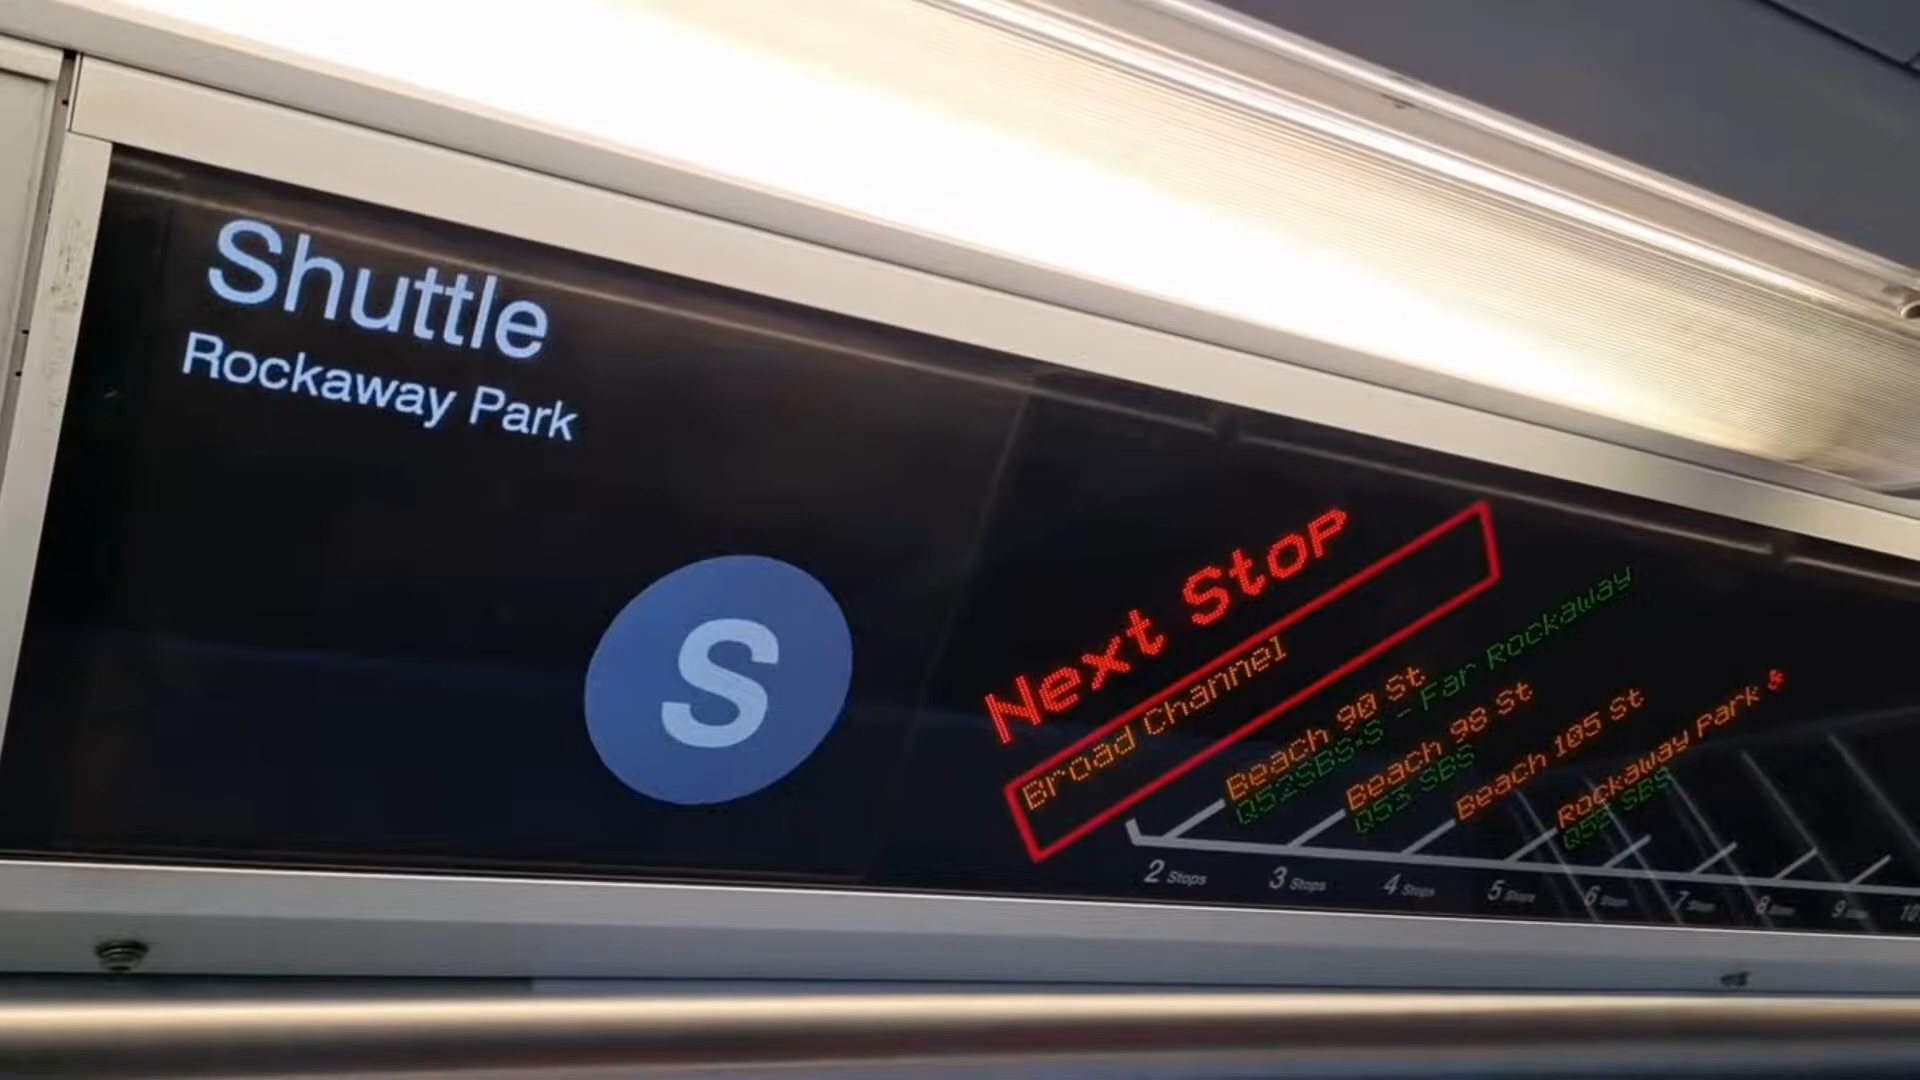 Shuttle
Rockaway Park
S
Next Stop
Broad Channel
Beach 90 St
Q52SBS•S - Far Rockaway
Beach 98 St
Q53 SBS
Beach 105 St
Rockaway Park
SBS
2 Stops
3 Stops
4 Stops
5 Stops
6 Stops
7
8
9
10